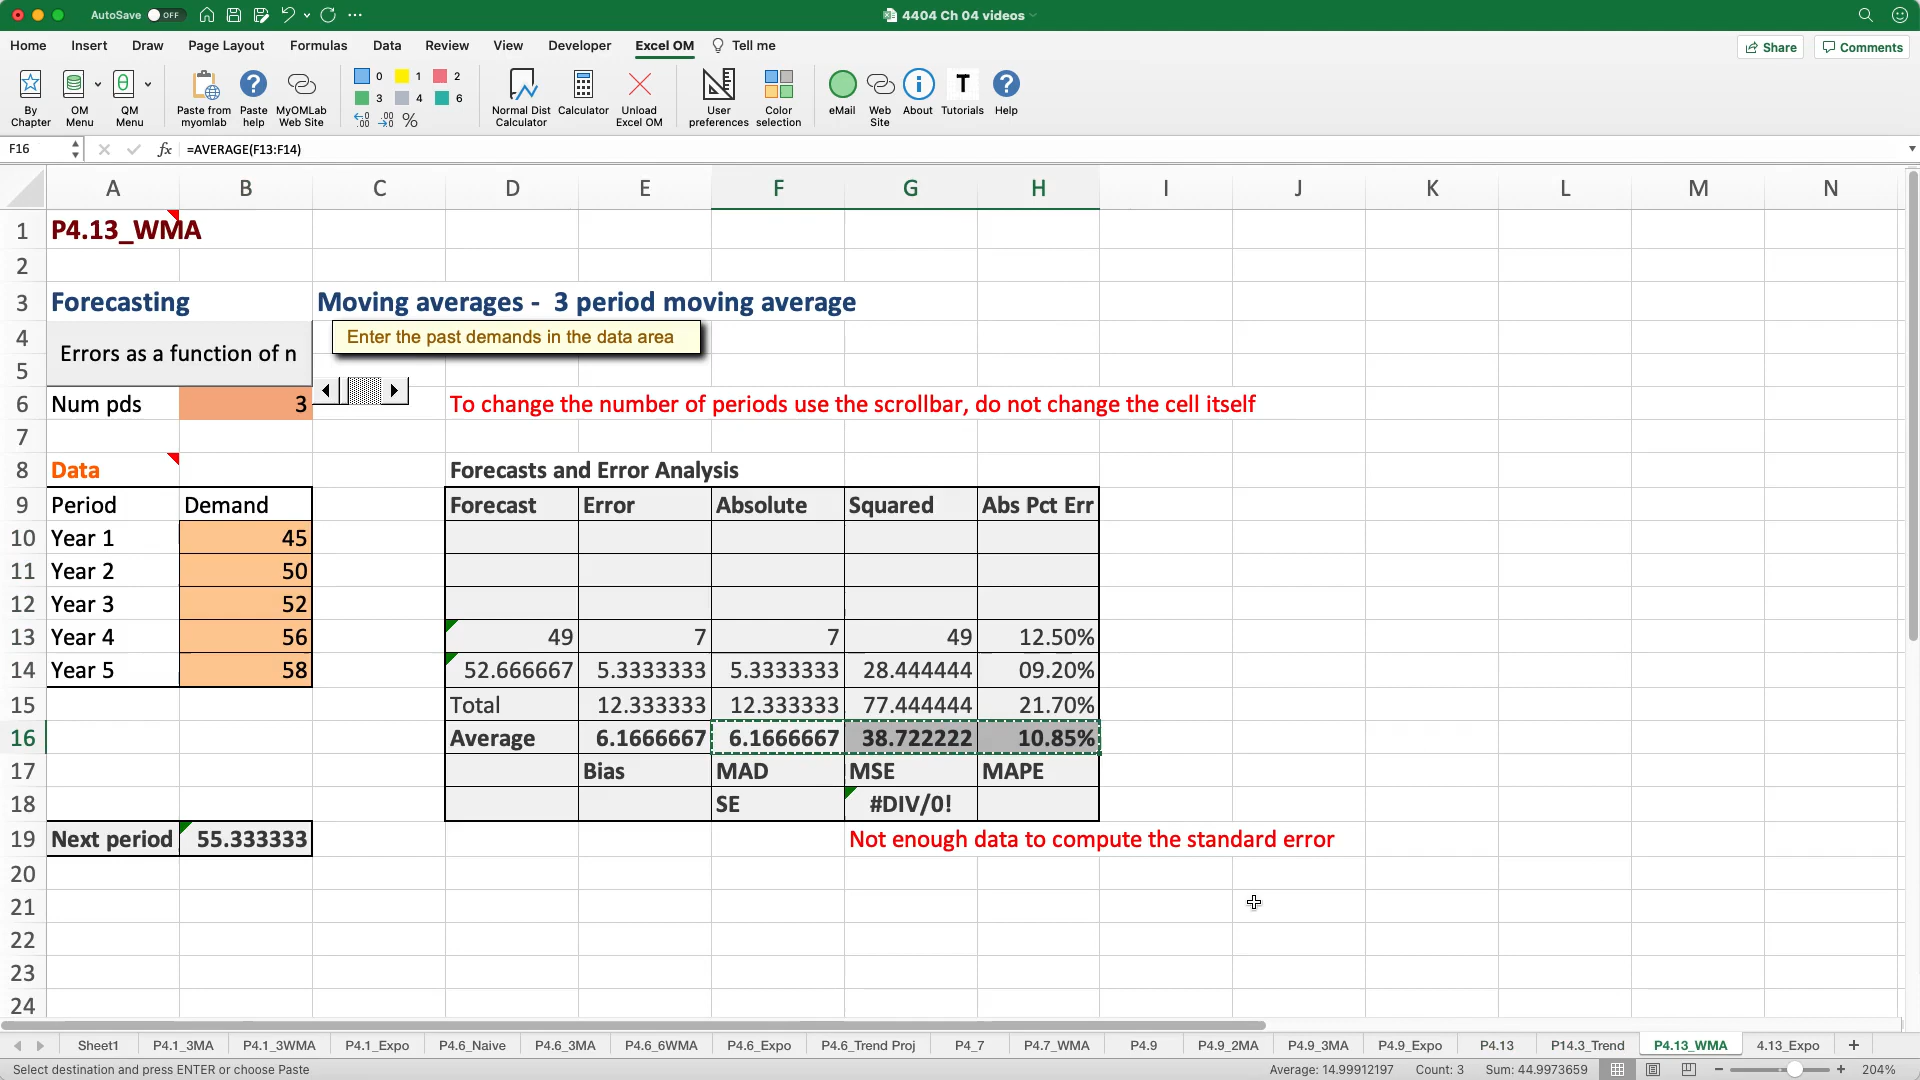 AutoSave OFF 4404 Ch 04 videos
Home Insert Draw Page Layout Formulas Data Review View Developer Excel OM Tell me Share Comments
0 1 2
3 4 6
By Chapter OM Menu QM Menu Paste from myomlab Paste help MyOMLab Web Site Normal Dist Calculator Calculator Unload Excel OM User preferences Color selection eMail Web Site About Tutorials Help
F16 fx =AVERAGE(F13:F14)
A B C D E F G H I J K L M N
1 P4.13_WMA
2
3 Forecasting Moving averages - 3 period moving average
4 Errors as a function of n Enter the past demands in the data area
5
6 Num pds 3 To change the number of periods use the scrollbar, do not change the cell itself
7
8 Data Forecasts and Error Analysis
9 Period Demand Forecast Error Absolute Squared Abs Pct Err
10 Year 1 45
11 Year 2 50
12 Year 3 52
13 Year 4 56 49 7 7 49 12.50%
14 Year 5 58 52.666667 5.3333333 5.3333333 28.444444 09.20%
15 Total 12.333333 12.333333 77.444444 21.70%
16 Average 6.1666667 6.1666667 38.722222 10.85%
17 Bias MAD MSE MAPE
18 SE #DIV/0!
19 Next period 55.333333 Not enough data to compute the standard error
20
21
22
23
24
Sheet1 P4.1_3MA P4.1_3WMA P4.1_Expo P4.6_Naive P4.6_3MA P4.6_6WMA P4.6_Expo P4.6_Trend Proj P4_7 P4.7_WMA P4.9 P4.9_2MA P4.9_3MA P4.9_Expo P4.13 P14.3_Trend P4.13_WMA 4.13_Expo +
Select destination and press ENTER or choose Paste Average: 14.99912197 Count: 3 Sum: 44.9973659 204%